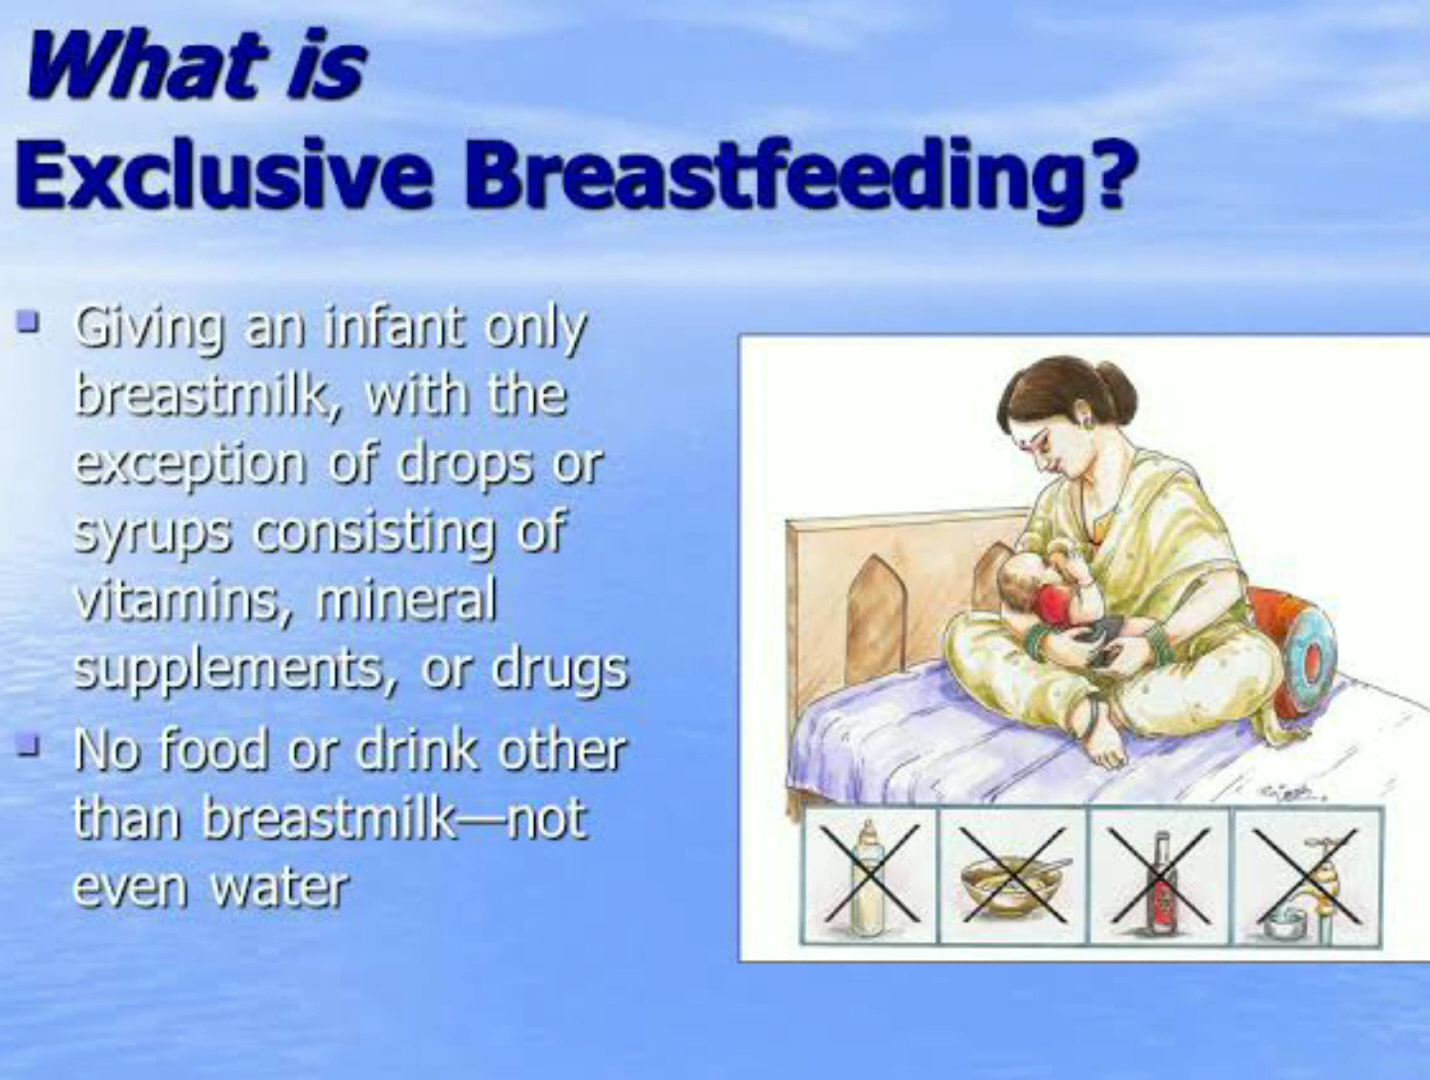 What is
Exclusive Breastfeeding?
Giving an infant only
breastmilk, with the
exception of drops or
syrups consisting of
vitamins, mineral
supplements, or drugs
No food or drink other
than breastmilk—not
even water